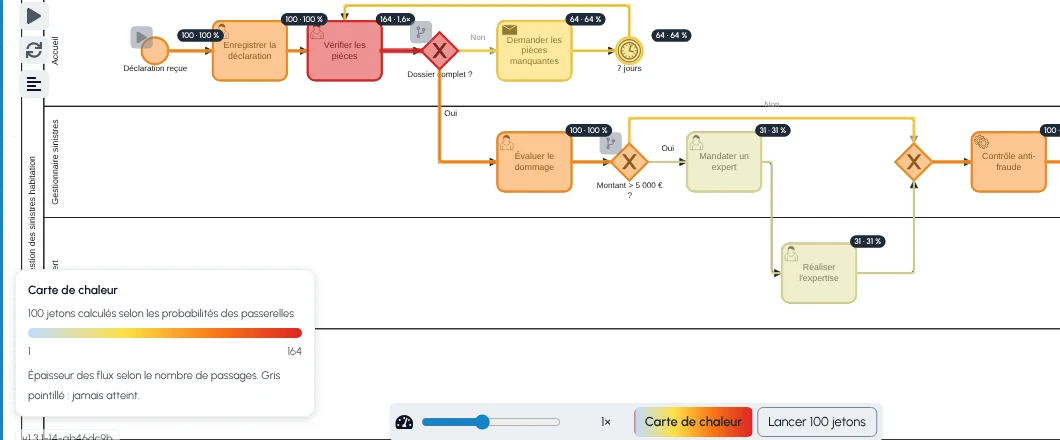 Accueil
Déclaration reçue
100 · 100 %
Enregistrer la
déclaration
100 · 100 %
Vérifier les
pièces
164 · 1,6×
Dossier complet ?
Non
Oui
Demander les
pièces
manquantes
64 · 64 %
7 jours
64 · 64 %
Gestionnaire sinistres
Évaluer le
dommage
100 · 100 %
Montant > 5 000 €
?
Non
Oui
Mandater un
expert
31 · 31 %
Contrôle anti-
fraude
100 ·
Réaliser
l'expertise
31 · 31 %
stion des sinistres habitation
ert
Carte de chaleur
100 jetons calculés selon les probabilités des passerelles
1
164
Épaisseur des flux selon le nombre de passages. Gris
pointillé : jamais atteint.
1×
Carte de chaleur
Lancer 100 jetons